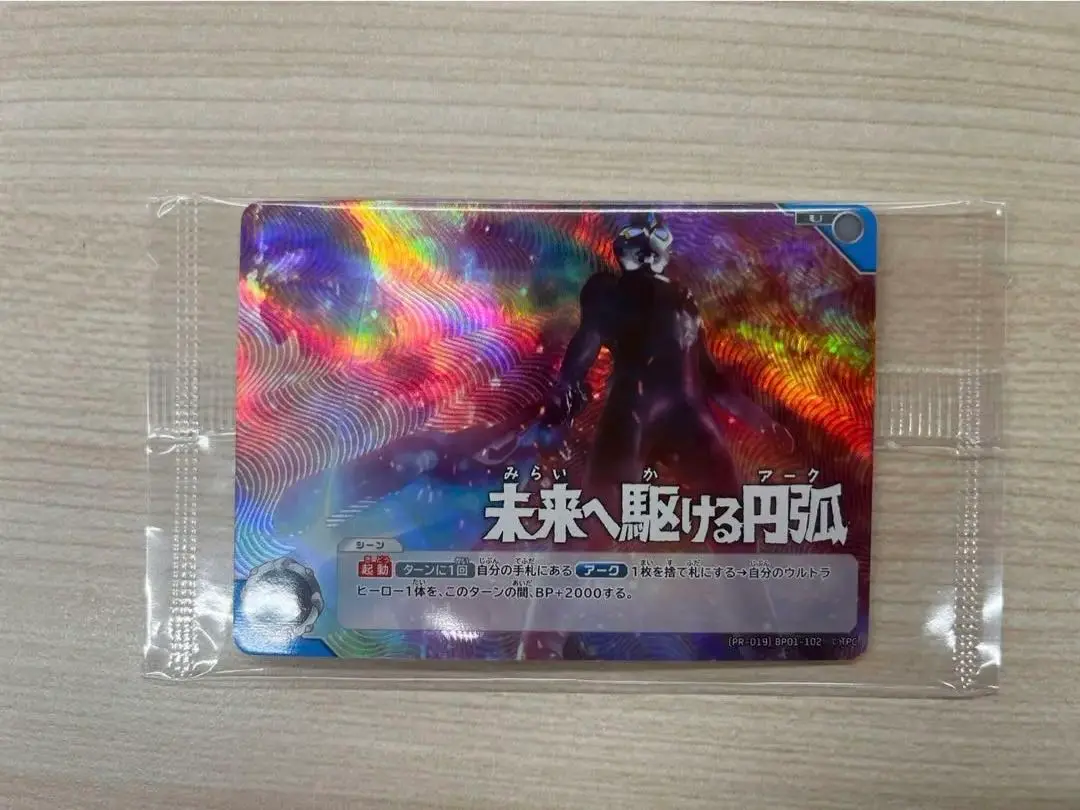 U
みらい か アーク
未来へ駆ける円弧
シーン
起動 ターンに1回 自分の手札にある アーク 1枚を捨て札にする→自分のウルトラ
ヒーロー1体を、このターンの間、BP+2000する。
[PR-019] BP01-102 ©TPC